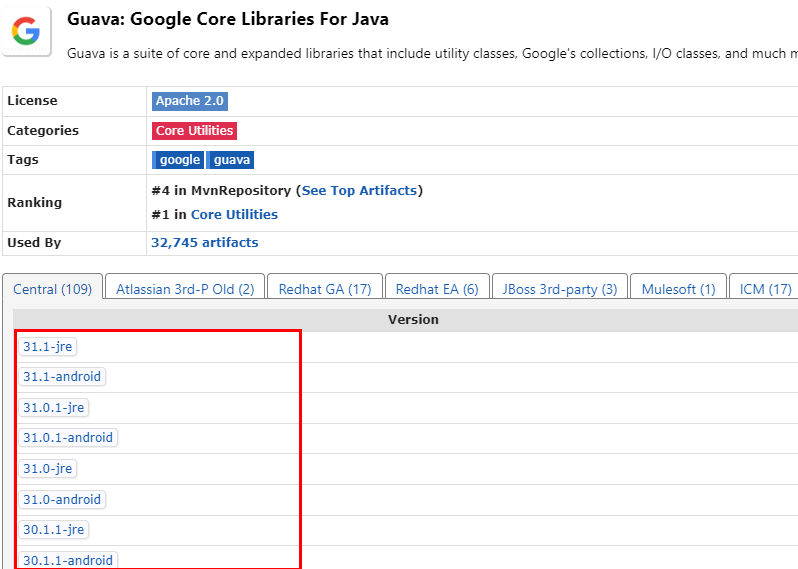 Guava: Google Core Libraries For Java
Guava is a suite of core and expanded libraries that include utility classes, Google's collections, I/O classes, and much
License
Apache 2.0
Categories
Core Utilities
Tags
google guava
Ranking
#4 in MvnRepository (See Top Artifacts)
#1 in Core Utilities
Used By
32,745 artifacts
Central (109) Atlassian 3rd-P Old (2) Redhat GA (17) Redhat EA (6) JBoss 3rd-party (3) Mulesoft (1) ICM (17)
Version
31.1-jre
31.1-android
31.0.1-jre
31.0.1-android
31.0-jre
31.0-android
30.1.1-jre
30.1.1-android